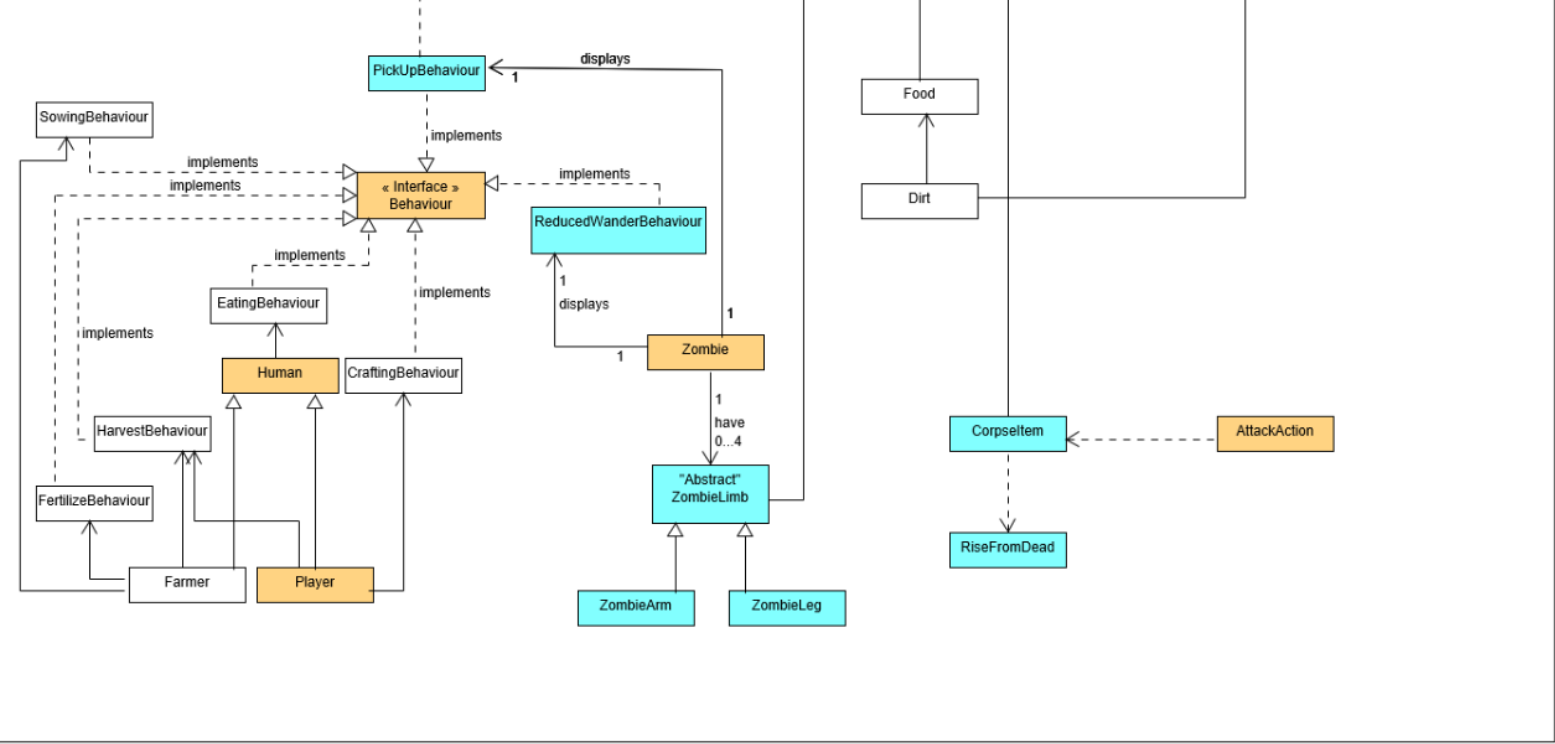 displays
PickUpBehaviour
1
Food
SowingBehaviour
implements
implements
implements
implements
« Interface »
Behaviour
Dirt
ReducedWanderBehaviour
implements
1
EatingBehaviour
implements
displays
1
implements
Zombie
1
Human
CraftingBehaviour
1
have
0...4
HarvestBehaviour
CorpseItem
AttackAction
"Abstract"
ZombieLimb
FertilizeBehaviour
RiseFromDead
Farmer
Player
ZombieArm
ZombieLeg